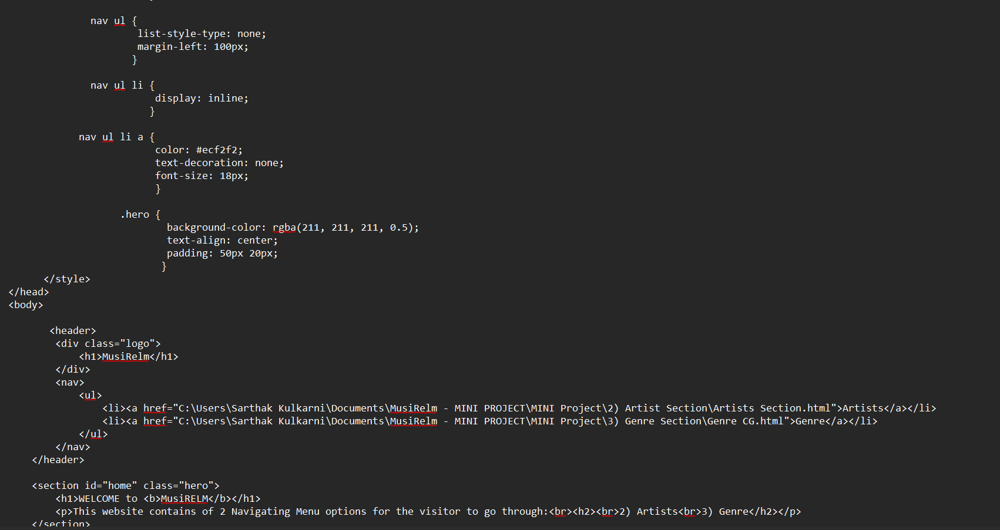 nav ul {
list-style-type: none;
margin-left: 100px;
}
nav ul li {
display: inline;
}
nav ul li a {
color: #ecf2f2;
text-decoration: none;
font-size: 18px;
}
.hero {
background-color: rgba(211, 211, 211, 0.5);
text-align: center;
padding: 50px 20px;
}
</style>
</head>
<body>
<header>
<div class="logo">
<h1>MusiRelm</h1>
</div>
<nav>
<ul>
<li><a href="C:\Users\Sarthak Kulkarni\Documents\MusiRelm - MINI PROJECT\MINI Project\2) Artist Section\Artists Section.html">Artists</a></li>
<li><a href="C:\Users\Sarthak Kulkarni\Documents\MusiRelm - MINI PROJECT\MINI Project\3) Genre Section\Genre CG.html">Genre</a></li>
</ul>
</nav>
</header>
<section id="home" class="hero">
<h1>WELCOME to <b>MusiRELM</b></h1>
<p>This website contains of 2 Navigating Menu options for the visitor to go through:<br><h2><br>2) Artists<br>3) Genre</h2></p>
</section>